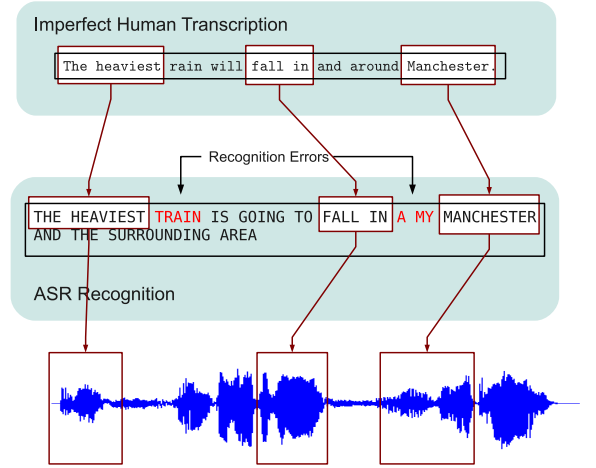 Imperfect Human Transcription
The heaviest rain will fall in and around Manchester.
Recognition Errors
THE HEAVIEST TRAIN IS GOING TO FALL IN A MY MANCHESTER
AND THE SURROUNDING AREA
ASR Recognition